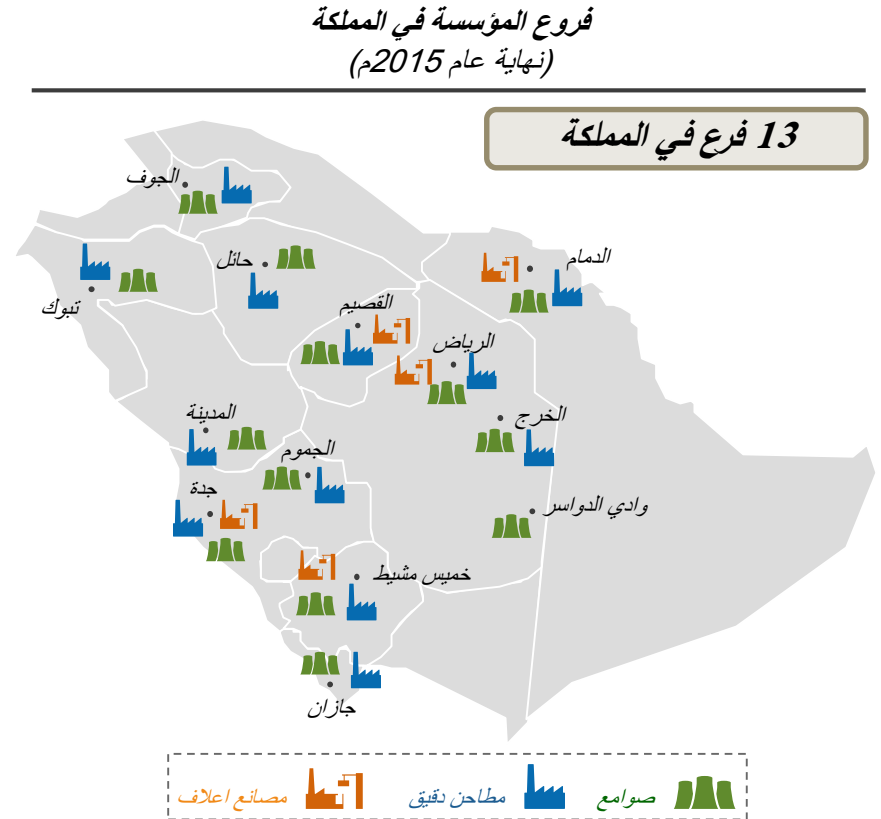 فروع المؤسسة في المملكة
(نهاية عام 2015م)
13 فرع في المملكة
الجوف
حائل
الدمام
تبوك
القصيم
الرياض
المدينة
الخرج
الجموم
جدة
وادي الدواسر
خميس مشيط
جازان
صوامع
مطاحن دقيق
مصانع اعلاف